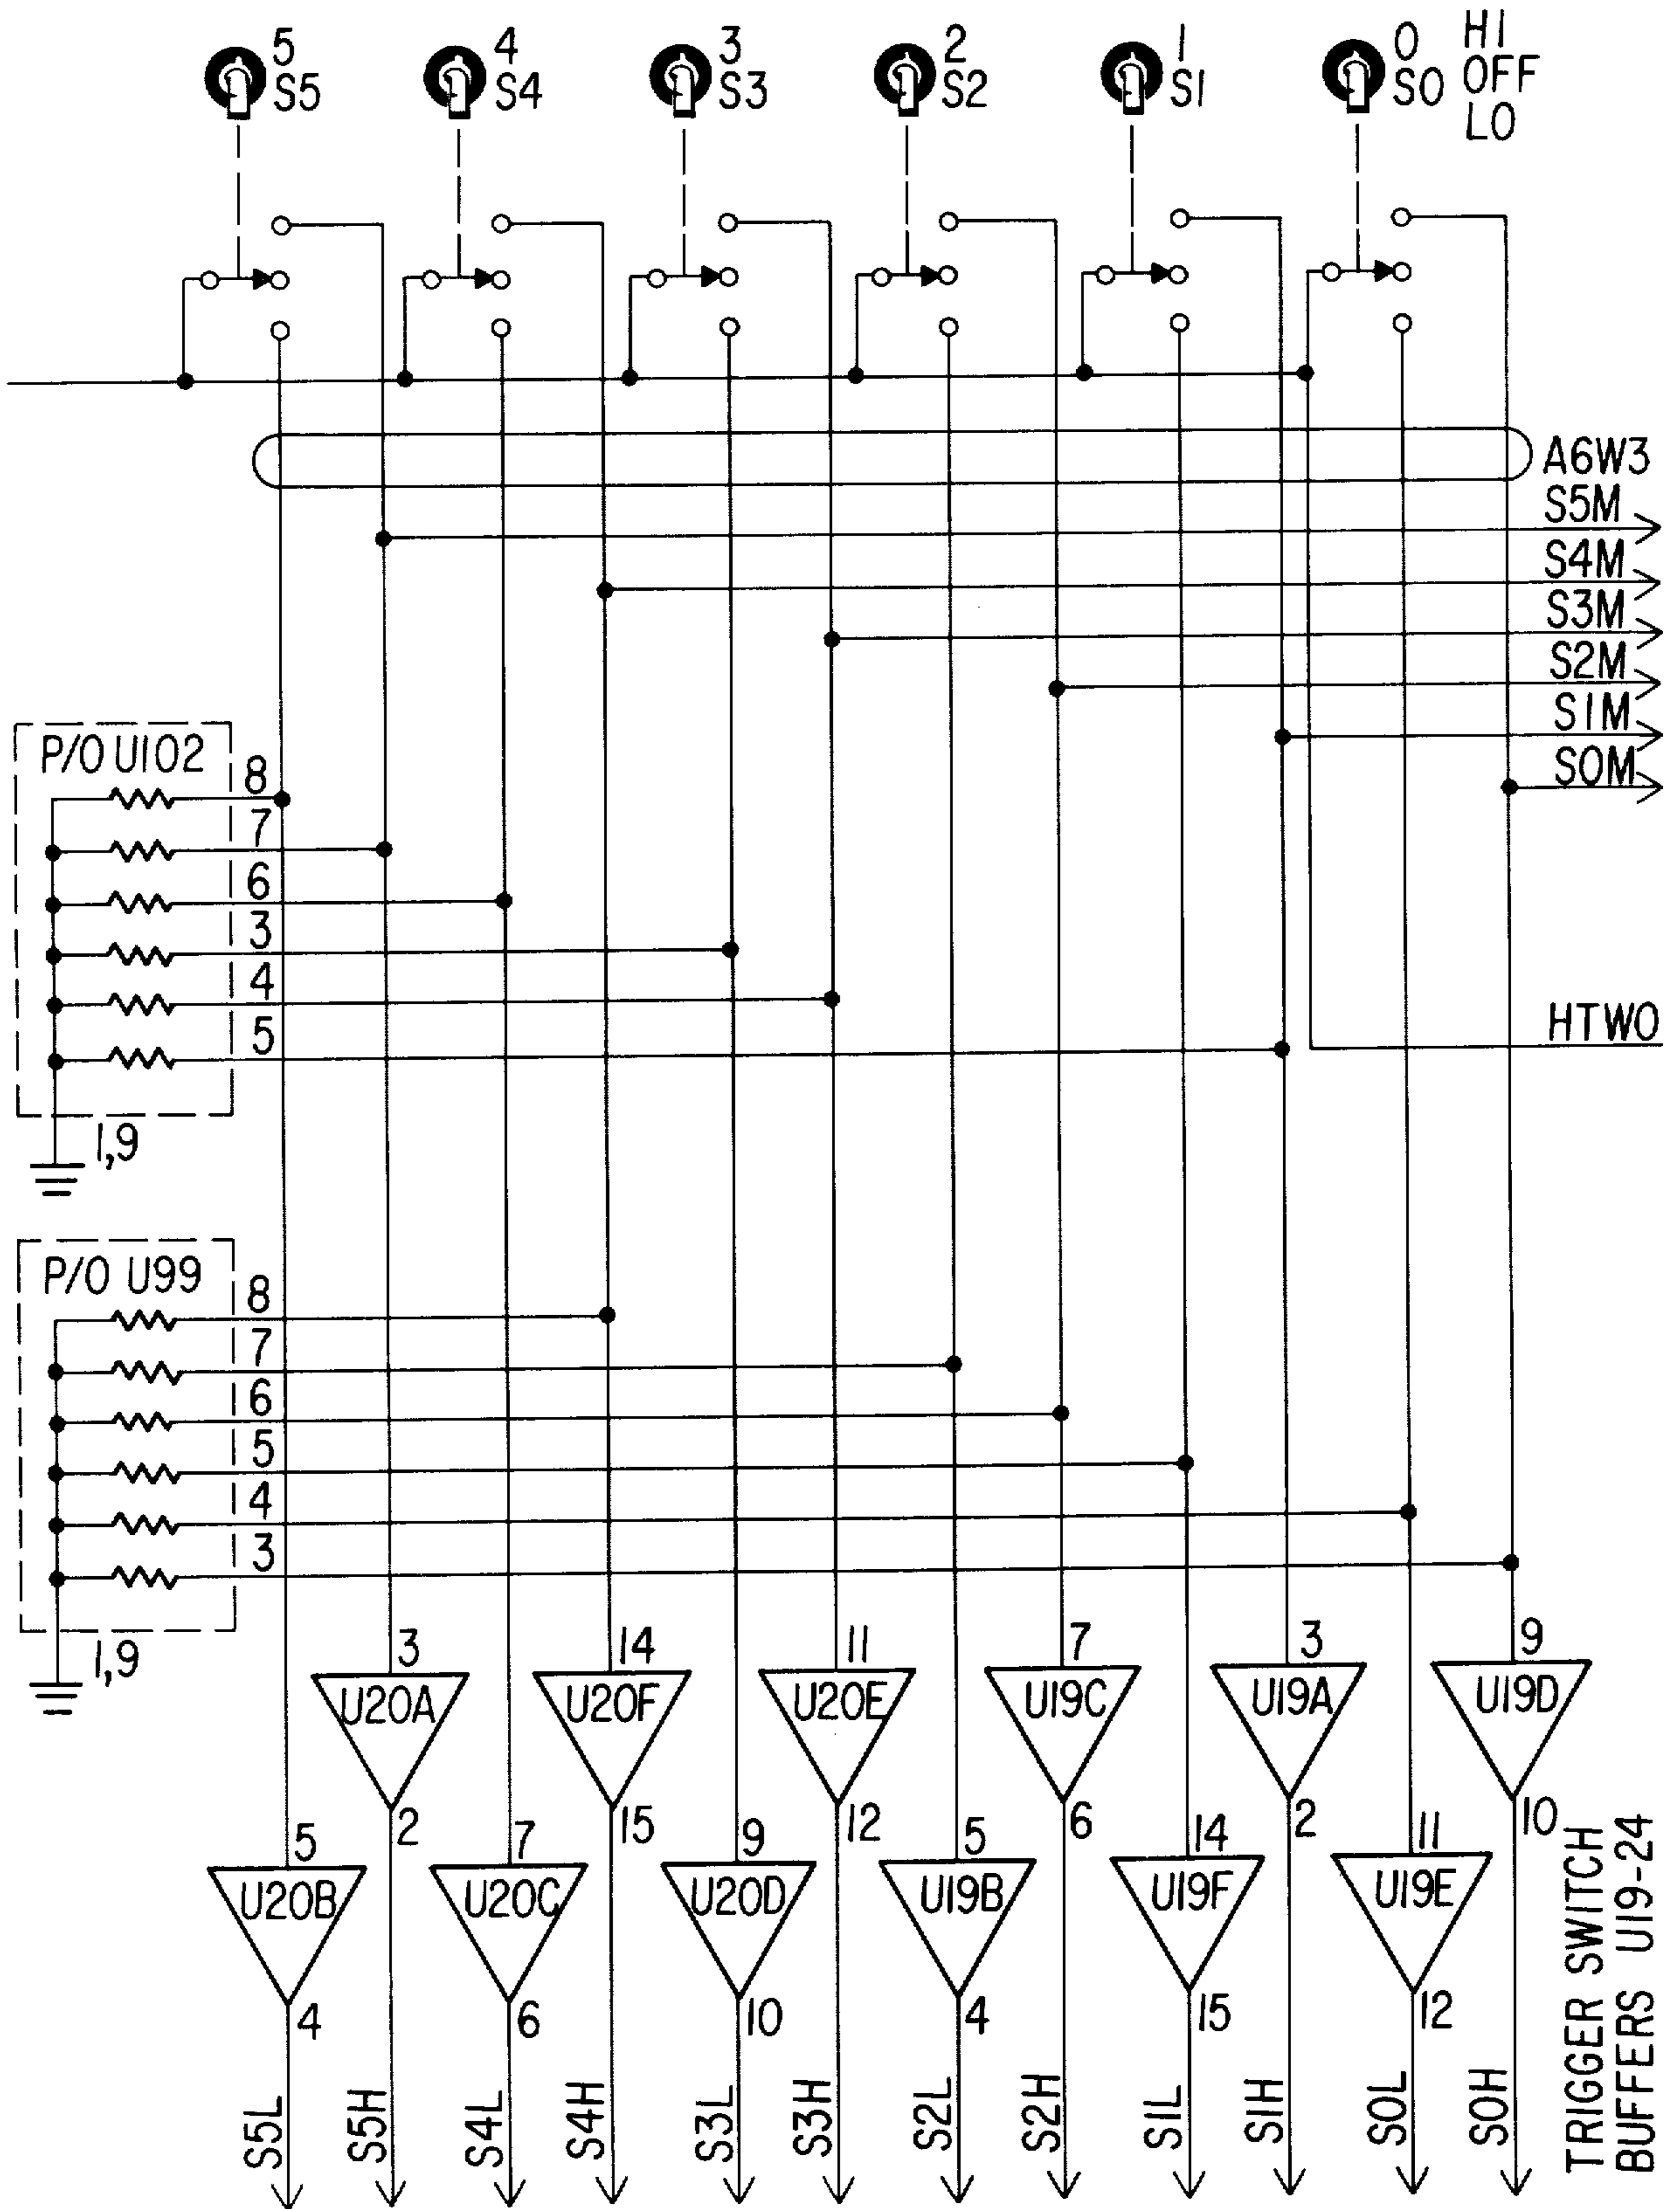 5
S5
4
S4
3
S3
2
S2
1
S1
0
S0
HI
OFF
LO
A6W3
S5M
S4M
S3M
S2M
S1M
S0M
P/O U102
8
7
6
3
4
5
1,9
HTWO
P/O U99
8
7
6
5
4
3
1,9
3
U20A
2
14
U20F
15
11
U20E
12
7
U19C
6
3
U19A
2
9
U19D
10
5
U20B
4
7
U20C
6
9
U20D
10
5
U19B
4
14
U19F
15
11
U19E
12
S5L
S5H
S4L
S4H
S3L
S3H
S2L
S2H
S1L
S1H
S0L
S0H
TRIGGER SWITCH
BUFFERS U19-24